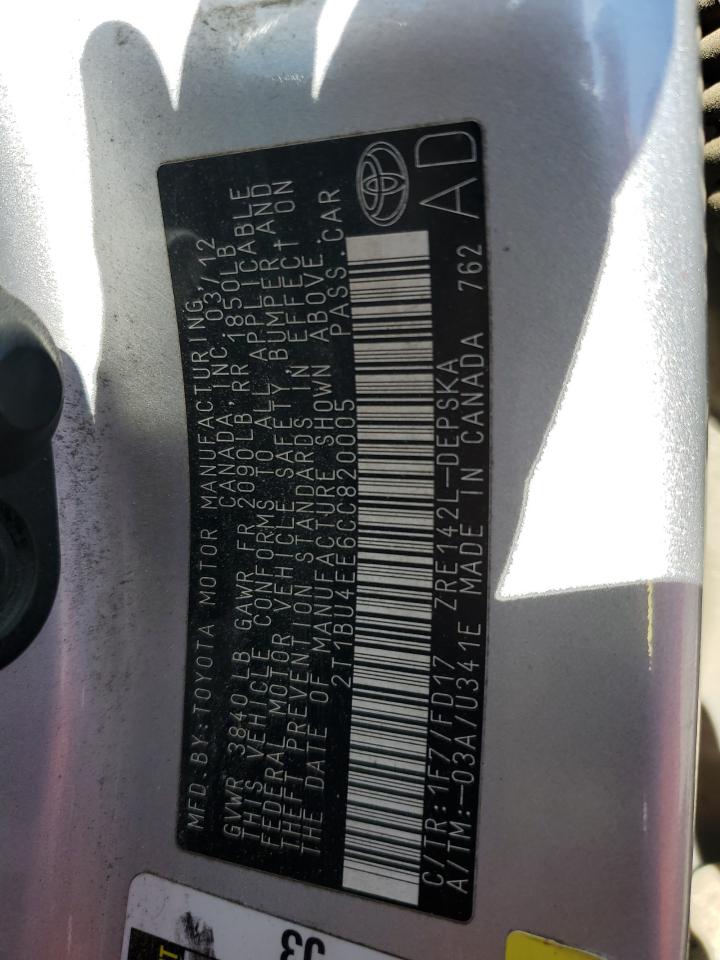 MFD.BY:TOYOTA MOTOR MANUFACTURING,
CANADA,INC.03/12
GVWR 3840 LB GAWR FR 2090LB,RR 1850LB
THIS VEHICLE CONFORMS TO ALL APPLICABLE
FEDERAL MOTOR VEHICLE SAFETY,BUMPER,AND
THEFT PREVENTION STANDARDS IN EFFECT ON
THE DATE OF MANUFACTURE SHOWN ABOVE.
2T1BU4EE6CC820005 PASS.CAR
C/TR:1F7/FD17 ZRE142L-DEPSKA
A/TM:-03A/U341E MADE IN CANADA 762
AD